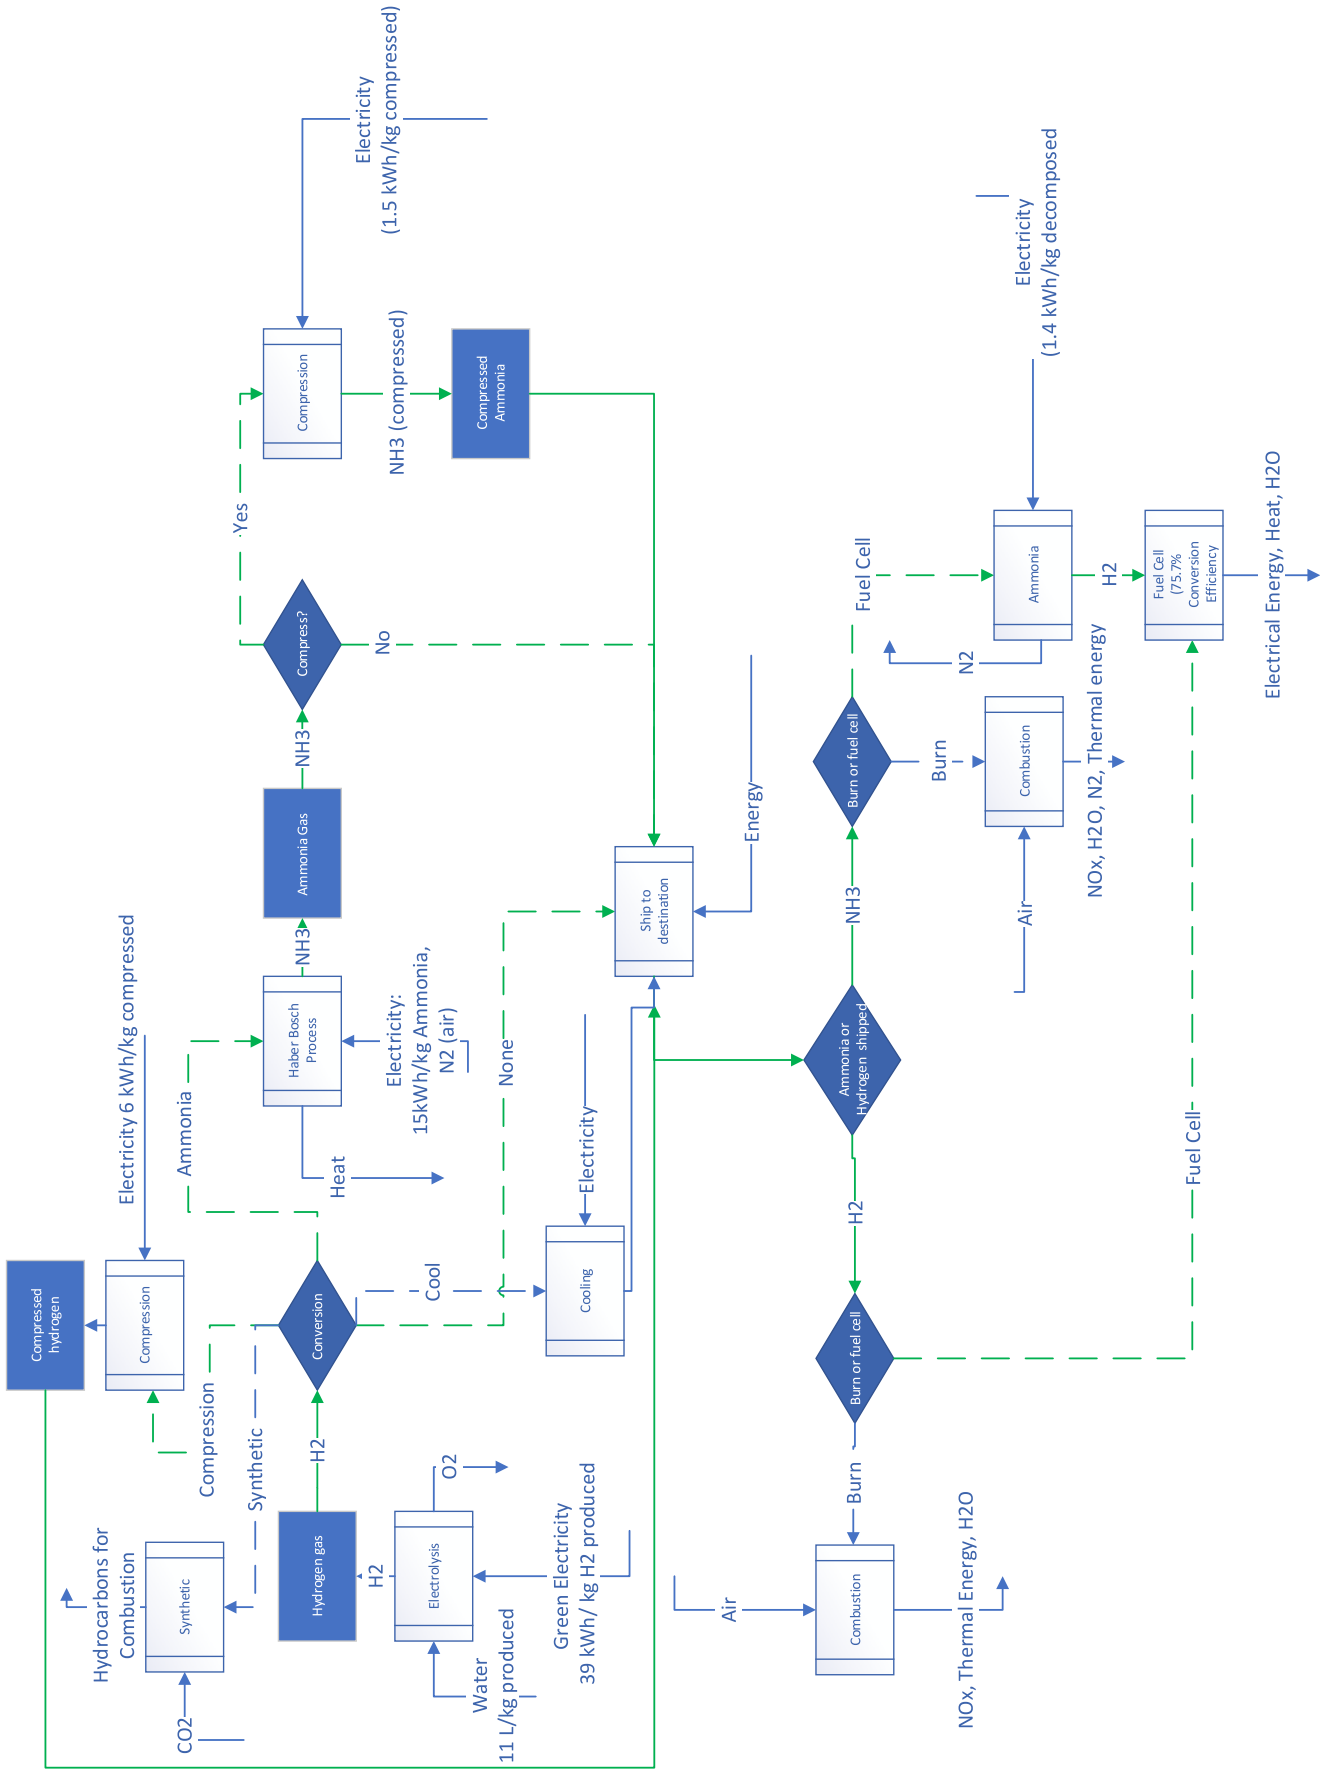 Hydrocarbons for
Combustion
CO2
Synthetic
Synthetic
Compressed
hydrogen
Compression
Compression
Electricity 6 kWh/kg compressed
Water
11 L/kg produced
Electrolysis
Green Electricity
39 kWh/ kg H2 produced
O2
H2
Hydrogen gas
H2
Conversion
Ammonia
Cool
None
Cooling
Electricity
Heat
Haber Bosch
Process
Electricity:
15kWh/kg Ammonia,
N2 (air)
NH3
Ammonia Gas
NH3
Compress?
Yes
No
Compression
Electricity
(1.5 kWh/kg compressed)
NH3 (compressed)
Compressed
Ammonia
Ship to
destination
Energy
Ammonia or
Hydrogen shipped
H2
NH3
Burn or fuel cell
Burn
Air
Combustion
NOx, Thermal Energy, H2O
Fuel Cell
Burn or fuel cell
Burn
Air
Combustion
NOx, H2O, N2, Thermal energy
Fuel Cell
N2
Ammonia
Electricity
(1.4 kWh/kg decomposed
H2
Fuel Cell
(75.7%
Conversion
Efficiency
Electrical Energy, Heat, H2O